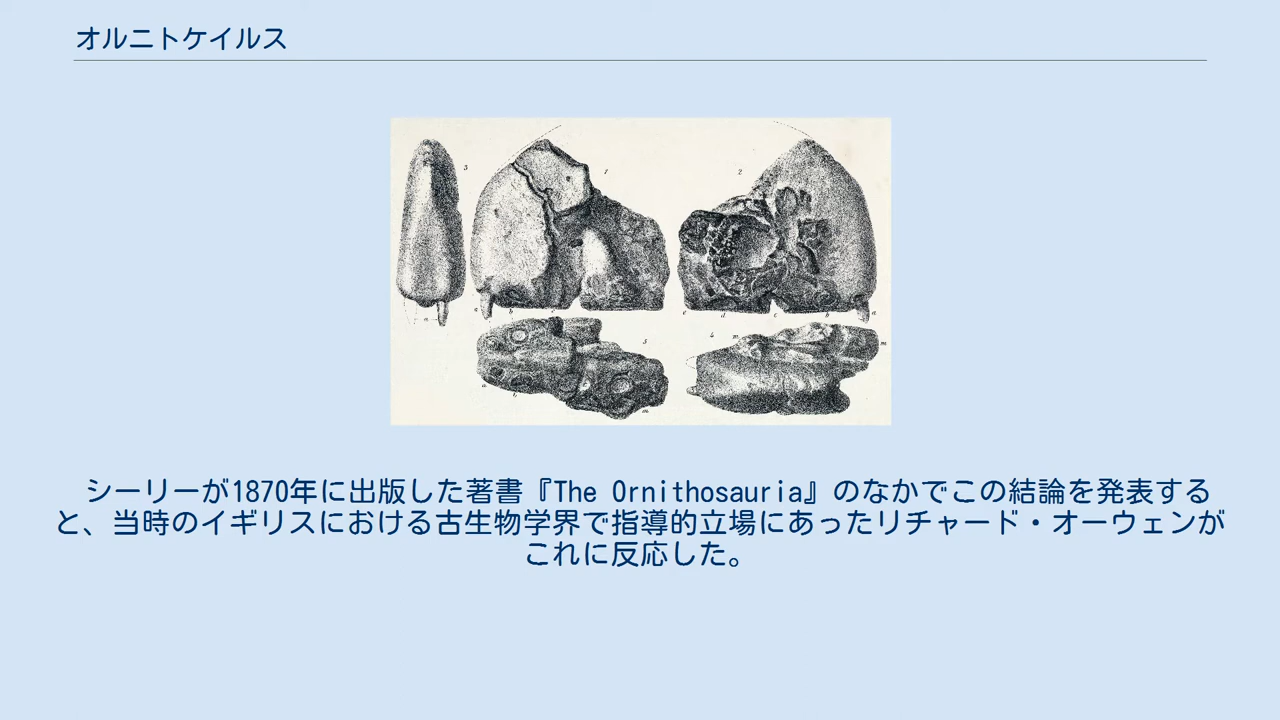 オルニトケイルス
シーリーが1870年に出版した著書『The Ornithosauria』のなかでこの結論を発表する
と、当時のイギリスにおける古生物学界で指導的立場にあったリチャード・オーウェンが
これに反応した。